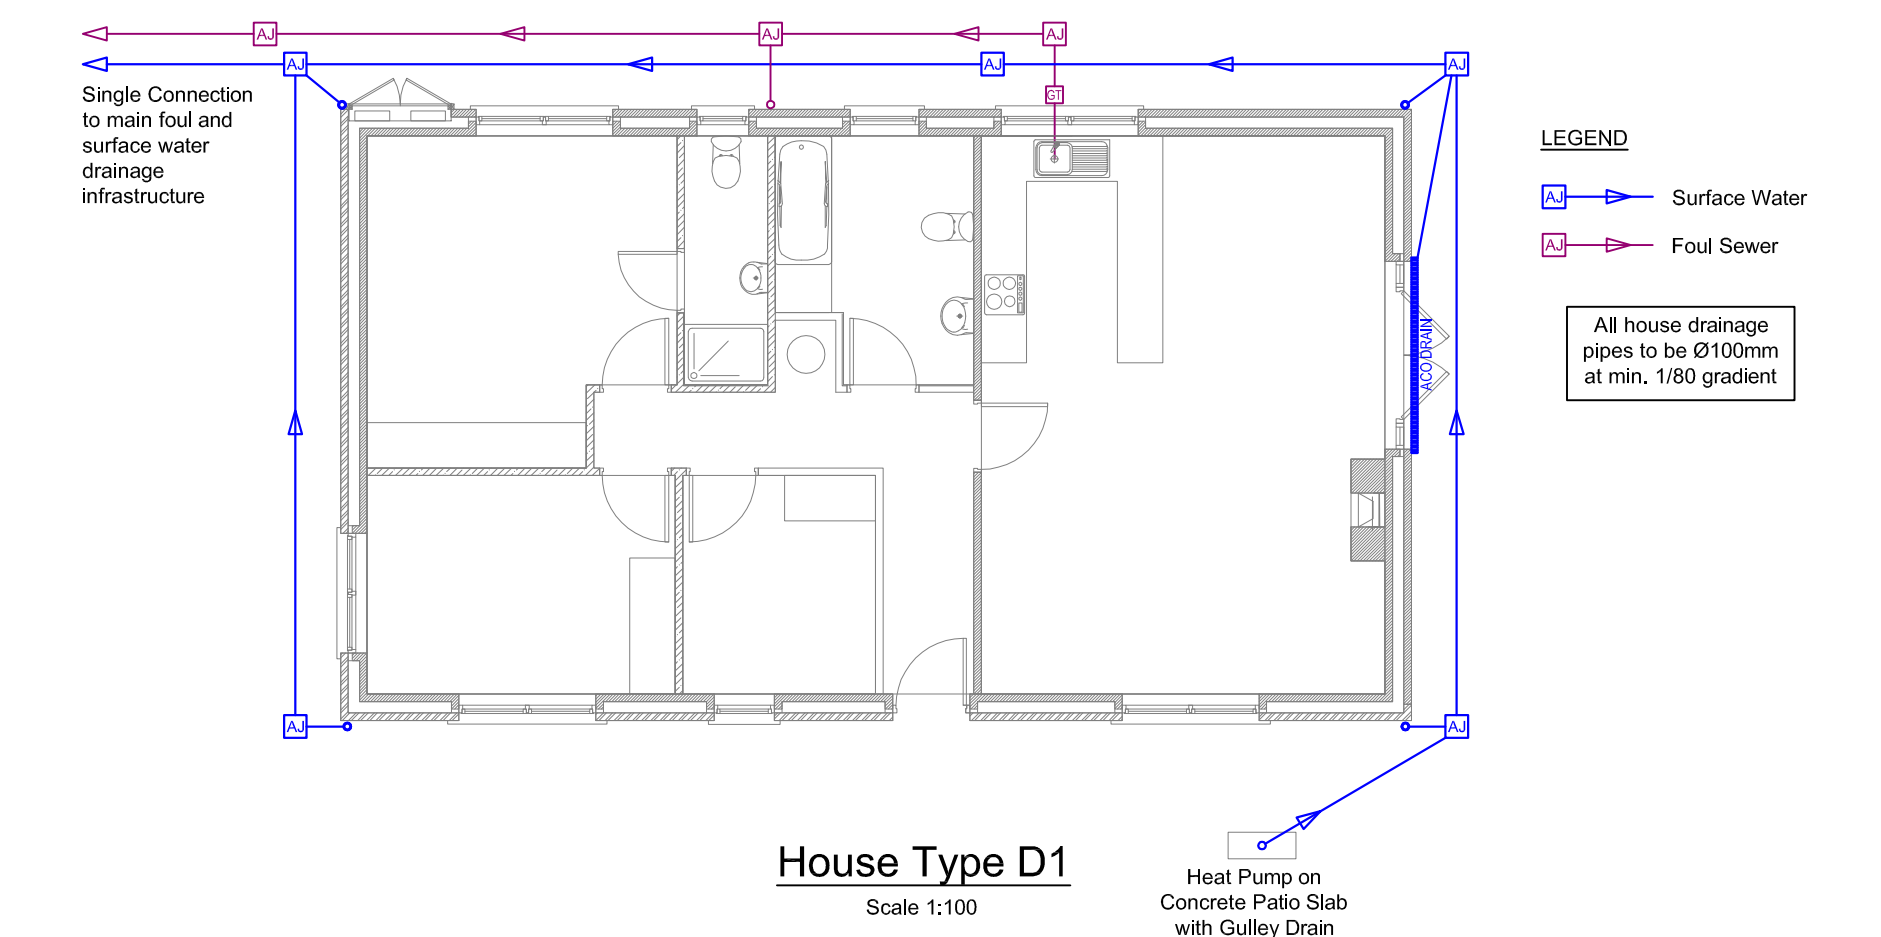 AJ
AJ
AJ
AJ
AJ
AJ
GT
Single Connection
to main foul and
surface water
drainage
infrastructure
LEGEND
AJ Surface Water
AJ Foul Sewer
All house drainage
pipes to be Ø100mm
at min. 1/80 gradient
ACO DRAIN
AJ
AJ
House Type D1
Scale 1:100
Heat Pump on
Concrete Patio Slab
with Gulley Drain